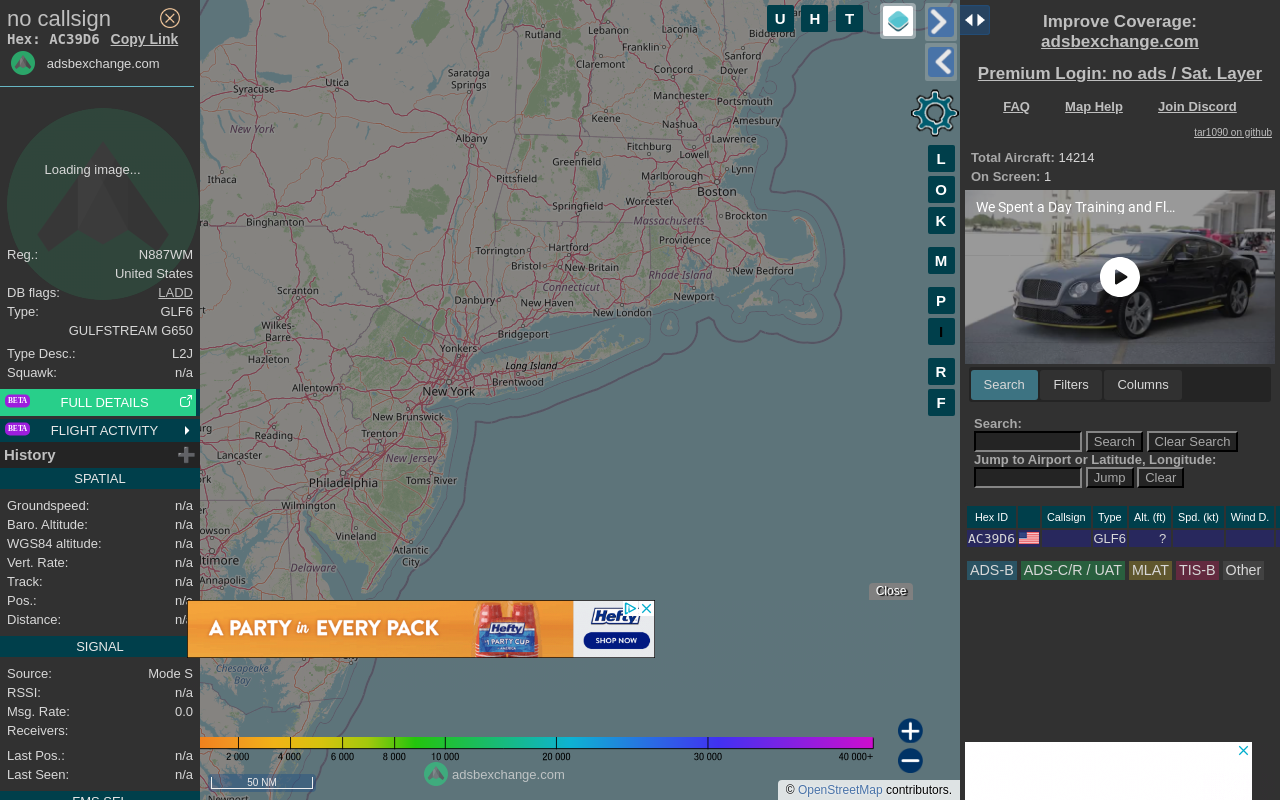 no callsign
Hex: AC39D6 Copy Link
adsbexchange.com
Loading image...
Reg.: N887WM
United States
DB flags: LADD
Type: GLF6
GULFSTREAM G650
Type Desc.: L2J
Squawk: n/a
BETA FULL DETAILS
BETA FLIGHT ACTIVITY
History
SPATIAL
Groundspeed: n/a
Baro. Altitude: n/a
WGS84 altitude: n/a
Vert. Rate: n/a
Track: n/a
Pos.: n/a
Distance: n/
SIGNAL
Source: Mode S
RSSI: n/a
Msg. Rate: 0.0
Receivers:
Last Pos.: n/a
Last Seen: n/a
U H T
L
O
K
M
P
I
R
F
Rutland
Lebanon
Laconia
Biddeford
Franklin
Sanford
Claremont
Concord
Dover
Saratoga
Springs
Utica
Syracuse
Manchester
Portsmouth
Keene
Nashua
Amesbury
New York
Albany
Lawrence
Fitchburg
Lowell
Greenfield
Lynn
Ithaca
Pittsfield
Marlborough
Boston
Worcester
Springfield
Massachusetts
Brockton
Binghamton
Torrington
Hartford
Providence
Bristol
New Britain
New Bedford
Rhode Island
Connecticut
Newport
Scranton
Danbury
New Haven
New London
Wilkes-
Barre
Bridgeport
Hazleton
Yonkers
Long Island
Allentown
New York
Brentwood
New Brunswick
Reading
Trenton
Lancaster
New Jersey
Philadelphia
Toms River
Wilmington
Vineland
Atlantic
City
Annapolis
Delaware
Chesapeake
Bay
Newport
Close
A PARTY in EVERY PACK
Hefty
PARTY CUP
Hefty
SHOP NOW
2 000 4 000 6 000 8 000 10 000 20 000 30 000 40 000+
adsbexchange.com
50 NM
© OpenStreetMap contributors.
Improve Coverage:
adsbexchange.com
Premium Login: no ads / Sat. Layer
FAQ Map Help Join Discord
tar1090 on github
Total Aircraft: 14214
On Screen: 1
We Spent a Day Training and Fl...
Search Filters Columns
Search:
Search Clear Search
Jump to Airport or Latitude, Longitude:
Jump Clear
Hex ID Callsign Type Alt. (ft) Spd. (kt) Wind D.
AC39D6 GLF6 ?
ADS-B ADS-C/R / UAT MLAT TIS-B Other